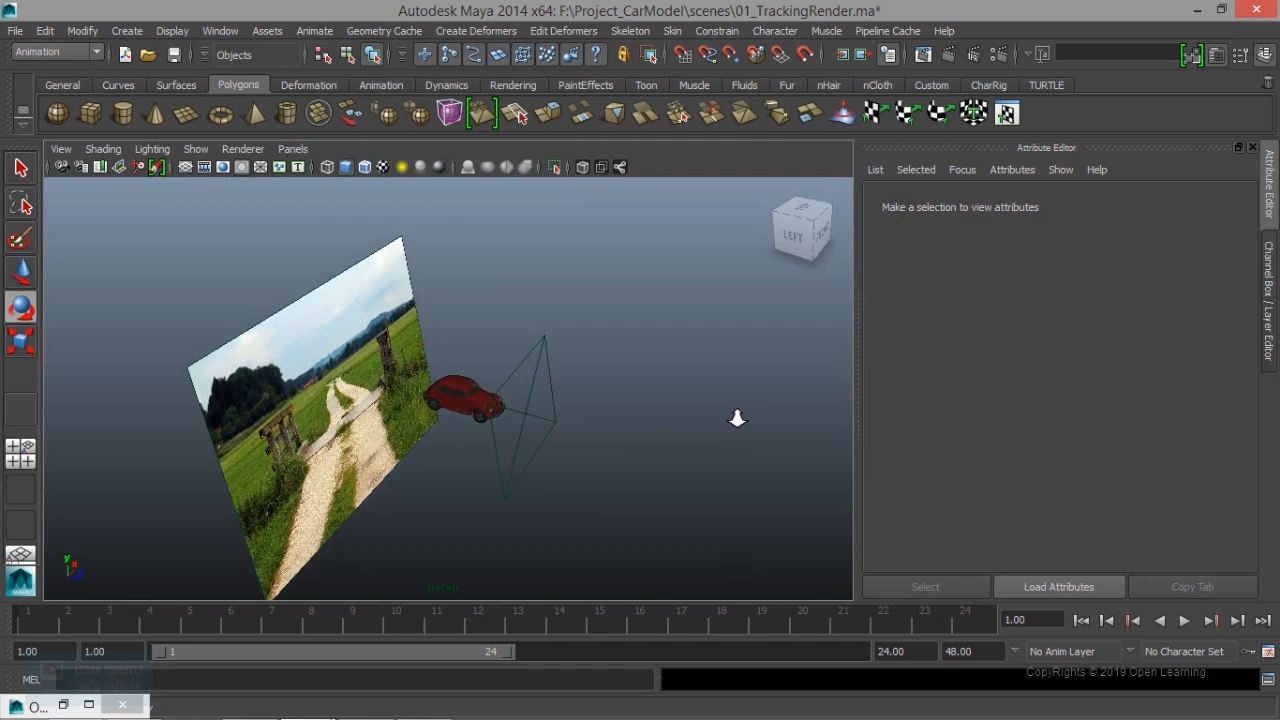 Autodesk Maya 2014 x64: F:\Project_CarModel\scenes\01_TrackingRender.ma*
File Edit Modify Create Display Window Assets Animate Geometry Cache Create Deformers Edit Deformers Skeleton Skin Constrain Character Muscle Pipeline Cache Help
Animation Objects
General Curves Surfaces Polygons Deformation Animation Dynamics Rendering PaintEffects Toon Muscle Fluids Fur nHair nCloth Custom CharRig TURTLE
View Shading Lighting Show Renderer Panels
Attribute Editor
List Selected Focus Attributes Show Help
Make a selection to view attributes
Attribute Editor
Channel Box / Layer Editor
LEFT
y
x
persp
Select Load Attributes Copy Tab
1 2 3 4 5 6 7 8 9 10 11 12 13 14 15 16 17 18 19 20 21 22 23 24 1.00
1.00 1.00 1 24 24.00 48.00 No Anim Layer No Character Set
CopyRights © 2019 Open Learning
MEL
O...